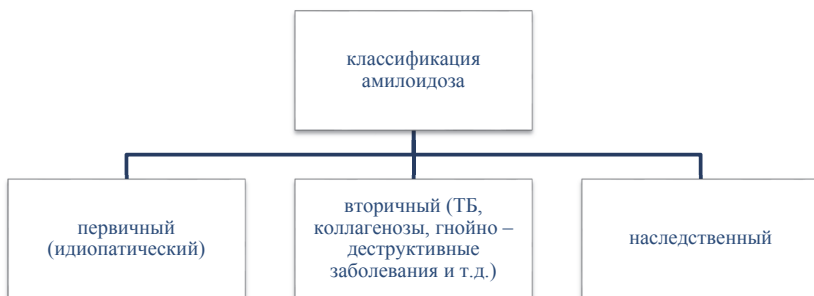 классификация
амилоидоза
первичный
(идиопатический)
вторичный (ТБ,
коллагенозы, гнойно –
деструктивные
заболевания и т.д.)
наследственный